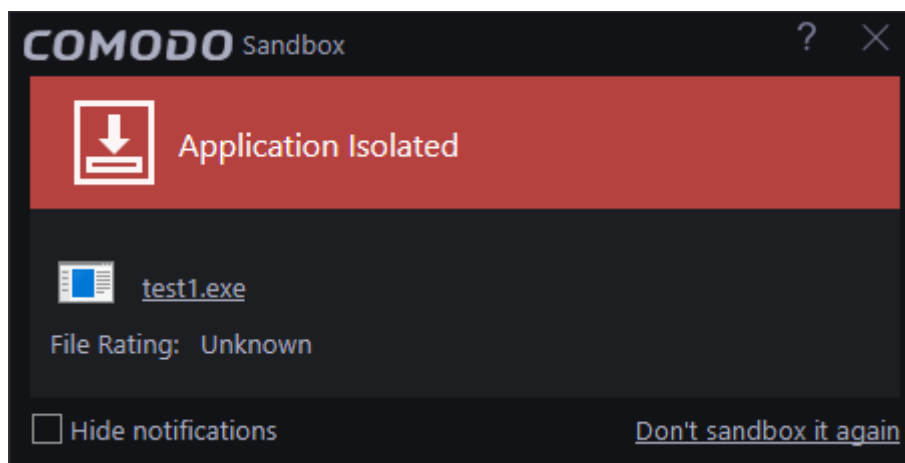 COMODO Sandbox ?
Application Isolated
test1.exe
File Rating: Unknown
Hide notifications Don't sandbox it again